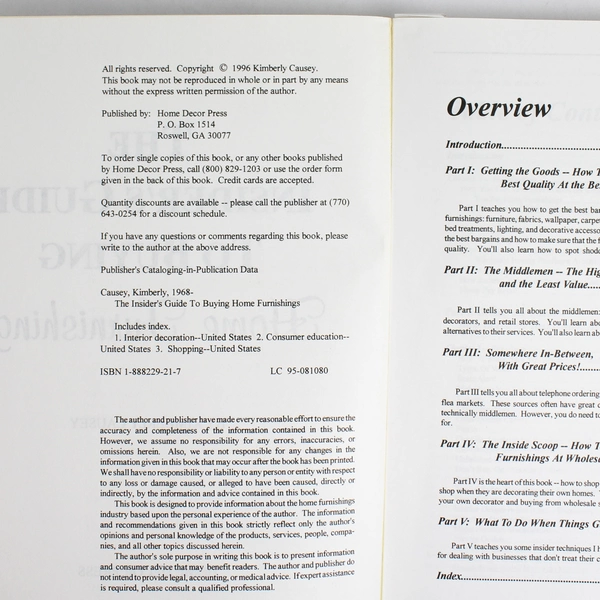 All rights reserved. Copyright © 1996 Kimberly Causey.
This book may not be reproduced in whole or in part by any means
without the express written permission of the author.
Published by: Home Decor Press
P. O. Box 1514
Roswell, GA 30077
To order single copies of this book, or any other books published
by Home Decor Press, call (800) 829-1203 or use the order form
given in the back of this book. Credit cards are accepted.
Quantity discounts are available -- please call the publisher at (770)
643-0254 for a discount schedule.
If you have any questions or comments regarding this book, please
write to the author at the above address.
Publisher's Cataloging-in-Publication Data
Causey, Kimberly, 1968-
The Insider's Guide To Buying Home Furnishings
Includes index.
1. Interior decoration--United States 2. Consumer education--
United States 3. Shopping--United States
ISBN 1-888229-21-7 LC 95-081080
The author and publisher have made every reasonable effort to ensure the
accuracy and completeness of the information contained in this book.
However, we assume no responsibility for any errors, inaccuracies, or
omissions herein. Also, we are not responsible for any changes in the
information given in this book that may occur after the book has been printed.
We shall have no responsibility or liability to any person or entity with respect
to any loss or damage caused, or alleged to have been caused, directly or
indirectly, by the information and advice contained in this book.
This book is designed to provide information about the home furnishings
industry based upon the personal experience of the author. The information
and recommendations given in this book strictly reflect only the author's
opinions and personal knowledge of the products, services, people, compa-
nies, and all other topics discussed herein.
The author's sole purpose in writing this book is to present information
and consumer advice that may benefit readers. The author and publisher do
not intend to provide legal, accounting, or medical advice. If expert assistance
is required, please consult a qualified professional.
Overview
Introduction......................
Part I: Getting the Goods -- How T
Best Quality At the Be
Part I teaches you how to get the best bar
furnishings: furniture, fabrics, wallpaper, carpe
bed treatments, lighting, and decorative accesso
the best bargains and how to make sure that the f
quality. You'll also learn how to spot shod
Part II: The Middlemen -- The Hig
and the Least Value.....
Part II tells you all about the middlemen:
decorators, and retail stores. You'll learn abo
alternatives to their services. You'll also learn ab
Part III: Somewhere In-Between,
With Great Prices!........
Part III tells you all about telephone ordering
flea markets. These sources often have great d
technically middlemen. However, you do need to
for.
Part IV: The Inside Scoop -- How T
Furnishings At Wholes
Part IV is the heart of this book -- how to shop
shop when they are decorating their own homes.
your own decorator and buying from wholesale s
Part V: What To Do When Things G
Part V teaches you some insider techniques I h
for dealing with businesses that don't treat their c
Index..............................